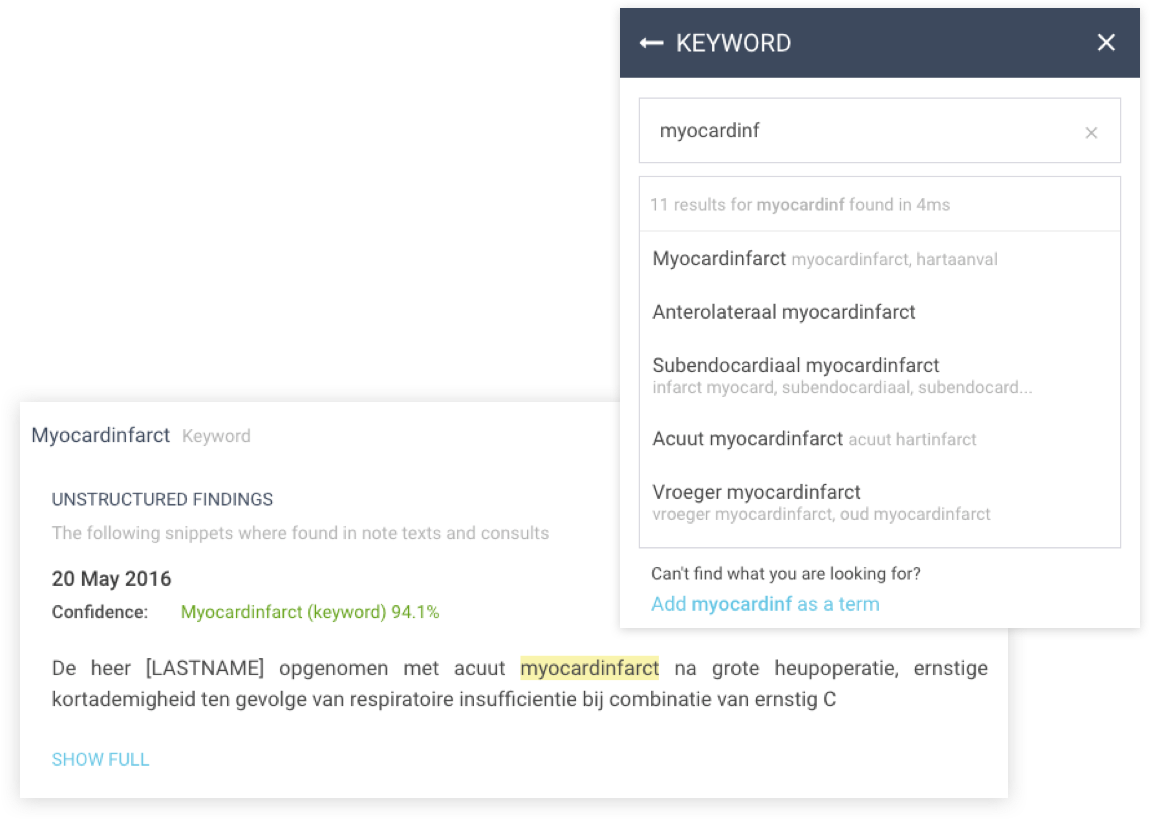 KEYWORD
myocardinf
11 results for myocardinf found in 4ms
Myocardinfarct myocardinfarct, hartaanval
Anterolateraal myocardinfarct
Subendocardiaal myocardinfarct
infarct myocard, subendocardiaal, subendocard...
Acuut myocardinfarct acuut hartinfarct
Vroeger myocardinfarct
vroeger myocardinfarct, oud myocardinfarct
Can't find what you are looking for?
Add myocardinf as a term
Myocardinfarct Keyword
UNSTRUCTURED FINDINGS
The following snippets where found in note texts and consults
20 May 2016
Confidence: Myocardinfarct (keyword) 94.1%
De heer [LASTNAME] opgenomen met acuut myocardinfarct na grote heupoperatie, ernstige
kortademigheid ten gevolge van respiratoire insufficientie bij combinatie van ernstig C
SHOW FULL